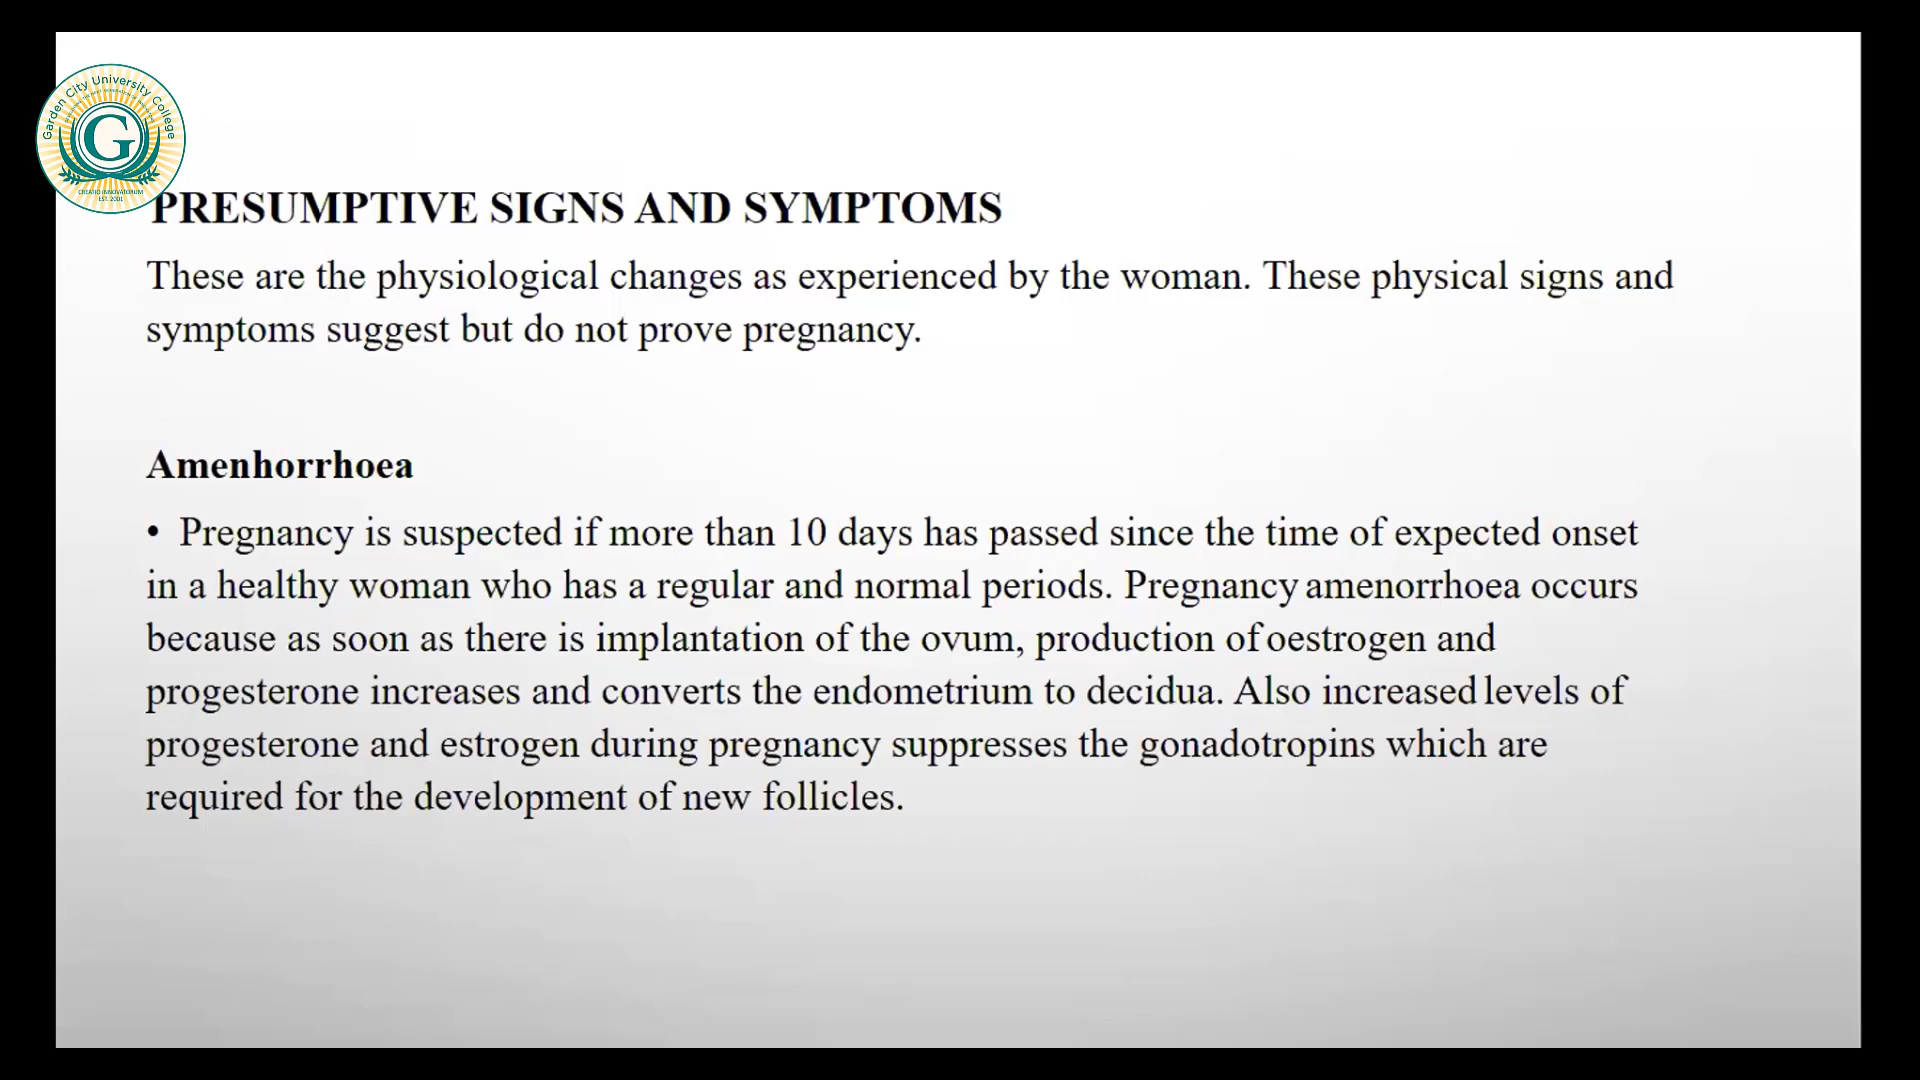 Garden City University College
G
CREATIO INNOVATORUM
EST. 2001
PRESUMPTIVE SIGNS AND SYMPTOMS
These are the physiological changes as experienced by the woman. These physical signs and
symptoms suggest but do not prove pregnancy.
Amenhorrhoea
• Pregnancy is suspected if more than 10 days has passed since the time of expected onset
in a healthy woman who has a regular and normal periods. Pregnancy amenorrhoea occurs
because as soon as there is implantation of the ovum, production of oestrogen and
progesterone increases and converts the endometrium to decidua. Also increased levels of
progesterone and estrogen during pregnancy suppresses the gonadotropins which are
required for the development of new follicles.